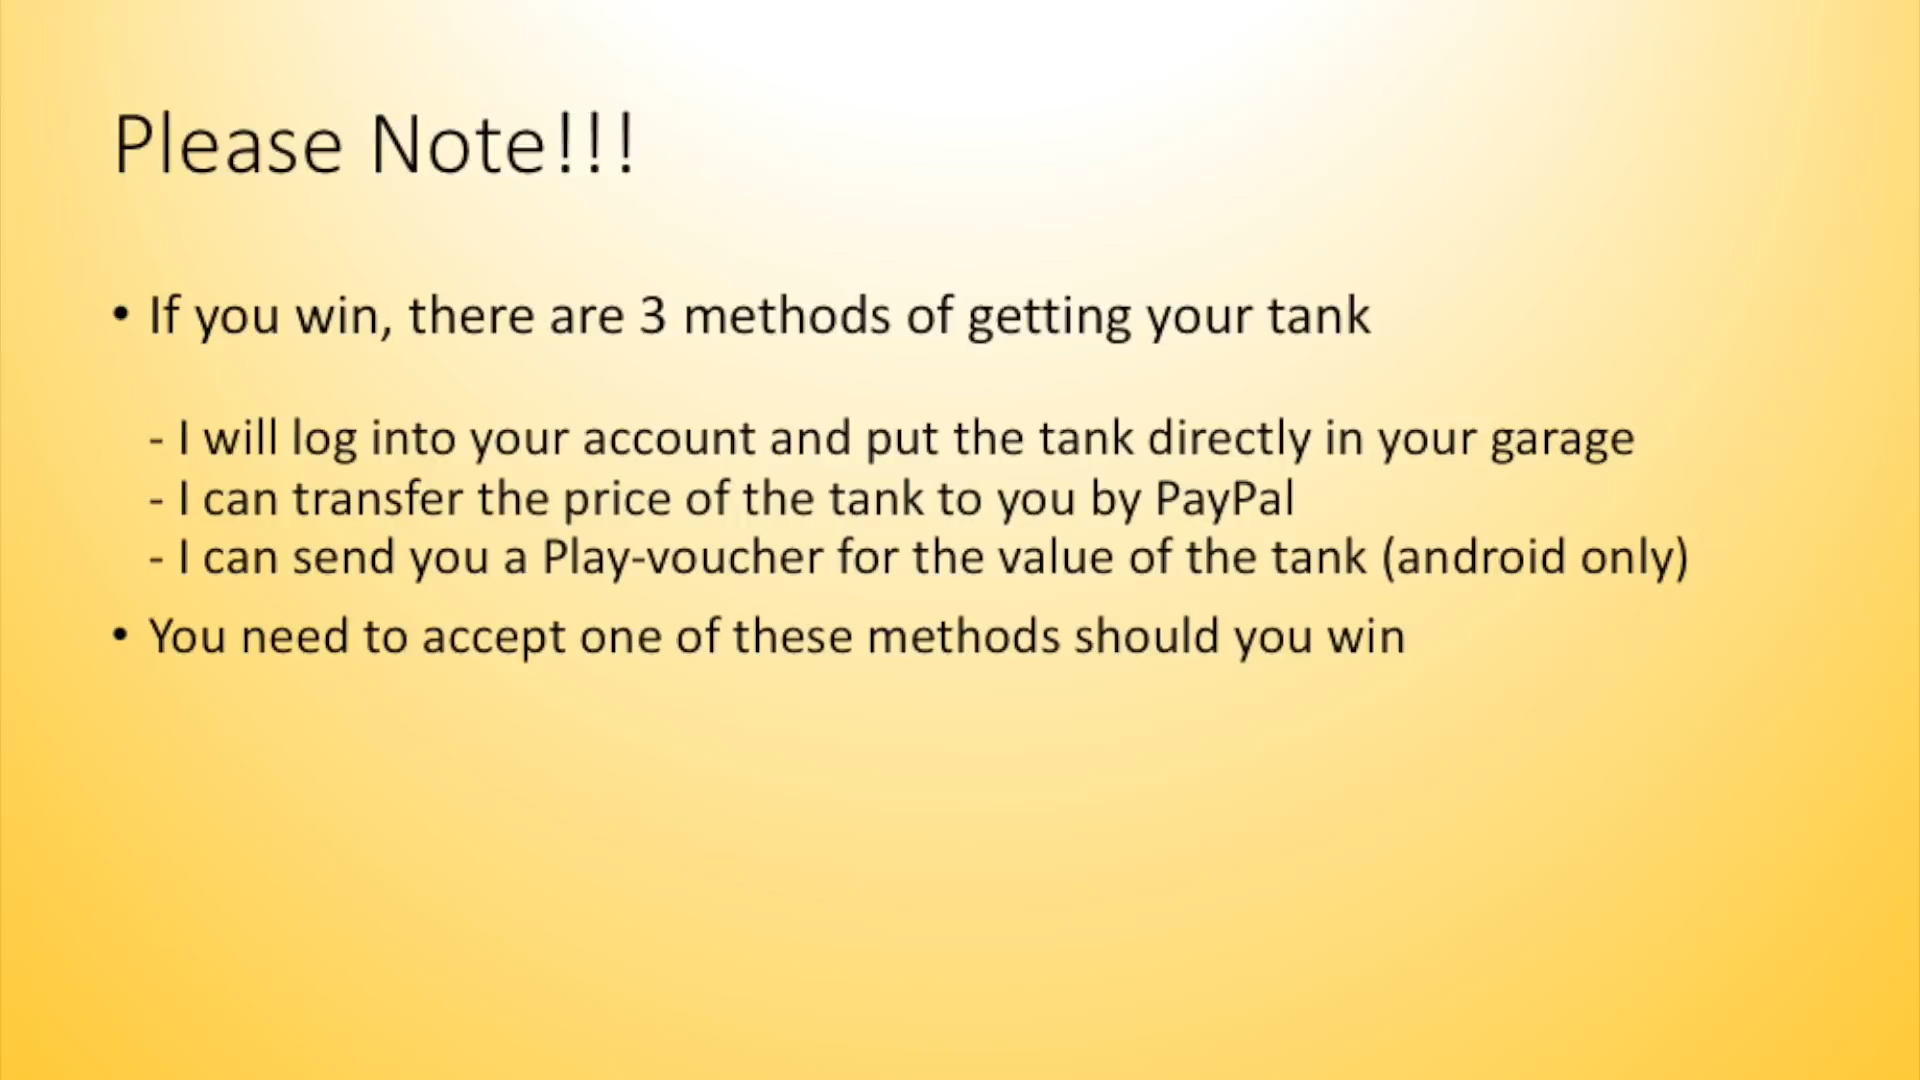 Please Note!!!
• If you win, there are 3 methods of getting your tank
- I will log into your account and put the tank directly in your garage
- I can transfer the price of the tank to you by PayPal
- I can send you a Play-voucher for the value of the tank (android only)
• You need to accept one of these methods should you win